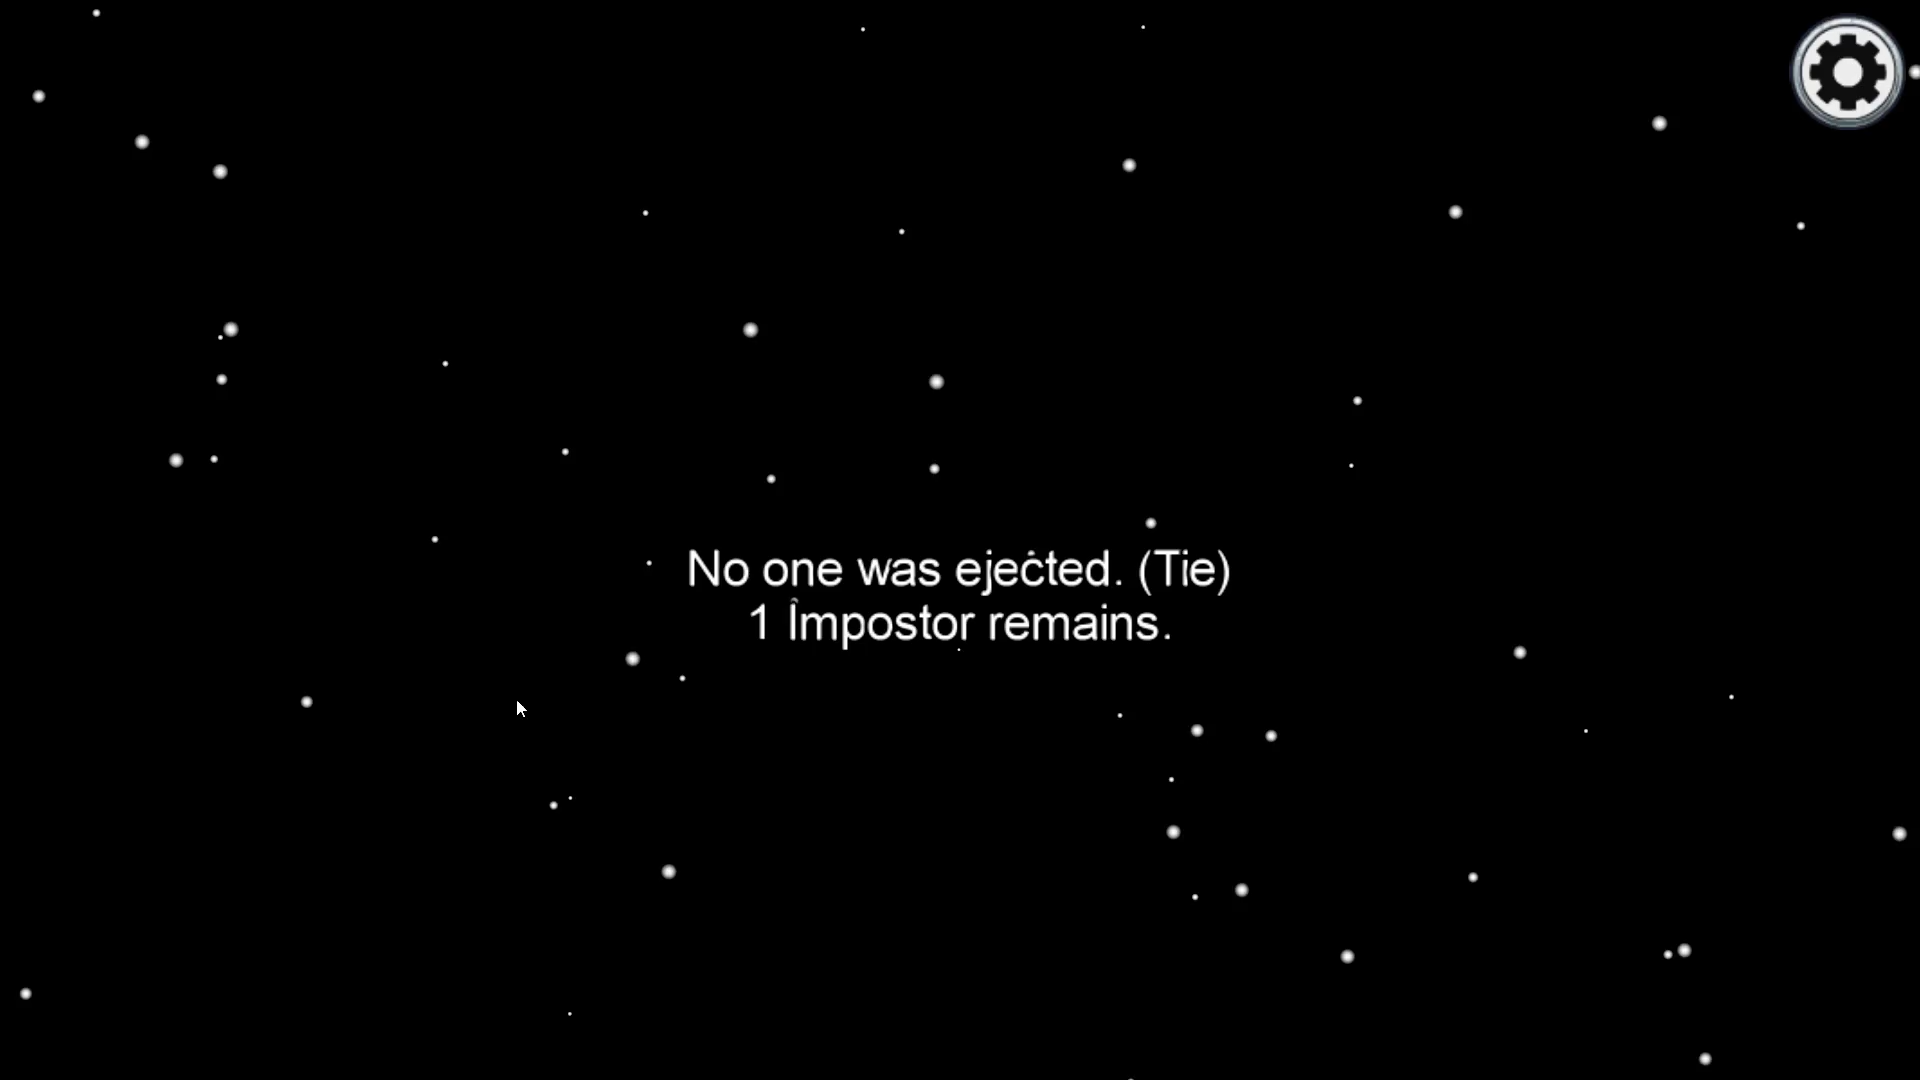 No one was ejected. (Tie)
1 Impostor remains.